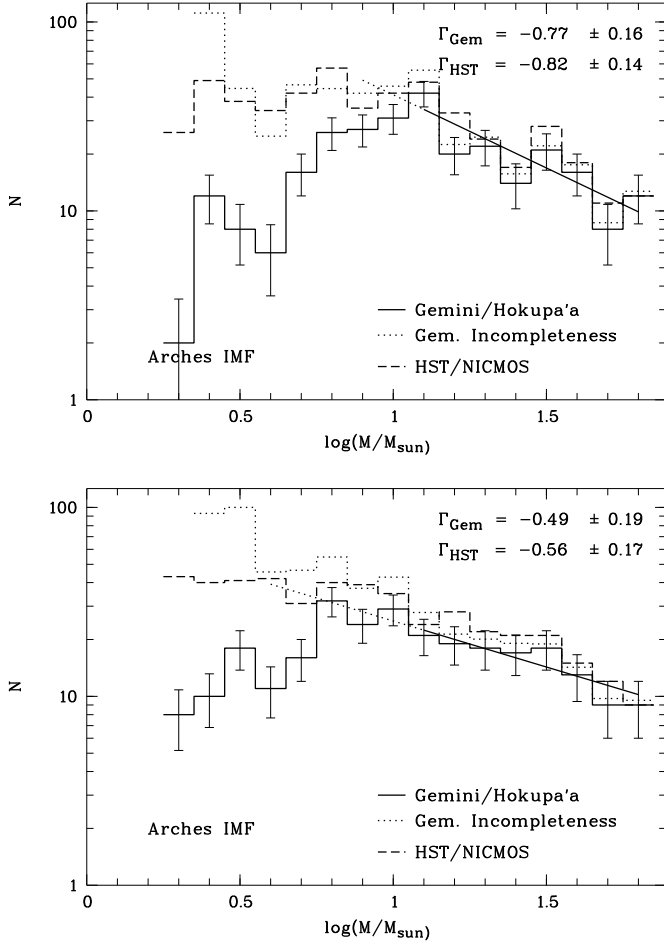 100
10
1
N
Γ_Gem = −0.77 ± 0.16
Γ_HST = −0.82 ± 0.14
Gemini/Hokupa'a
Gem. Incompleteness
HST/NICMOS
Arches IMF
0 0.5 1 1.5
log(M/M_sun)
100
10
1
N
Γ_Gem = −0.49 ± 0.19
Γ_HST = −0.56 ± 0.17
Gemini/Hokupa'a
Gem. Incompleteness
HST/NICMOS
Arches IMF
0 0.5 1 1.5
log(M/M_sun)